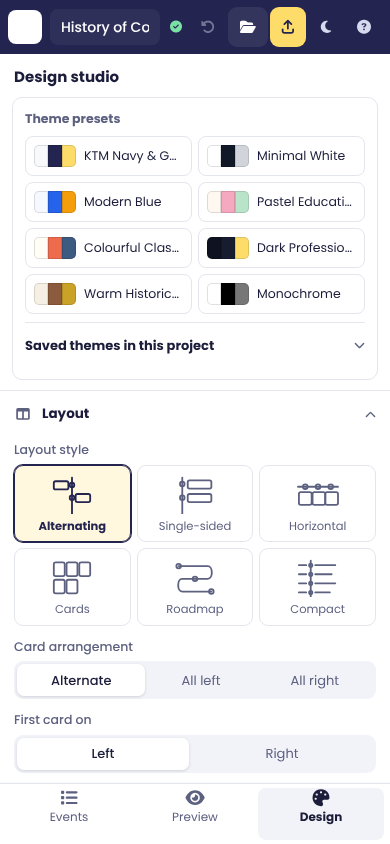 History of Co
Design studio
Theme presets
KTM Navy & G...
Minimal White
Modern Blue
Pastel Educati...
Colourful Clas...
Dark Professio...
Warm Historic...
Monochrome
Saved themes in this project
Layout
Layout style
Alternating
Single-sided
Horizontal
Cards
Roadmap
Compact
Card arrangement
Alternate
All left
All right
First card on
Left
Right
Events
Preview
Design